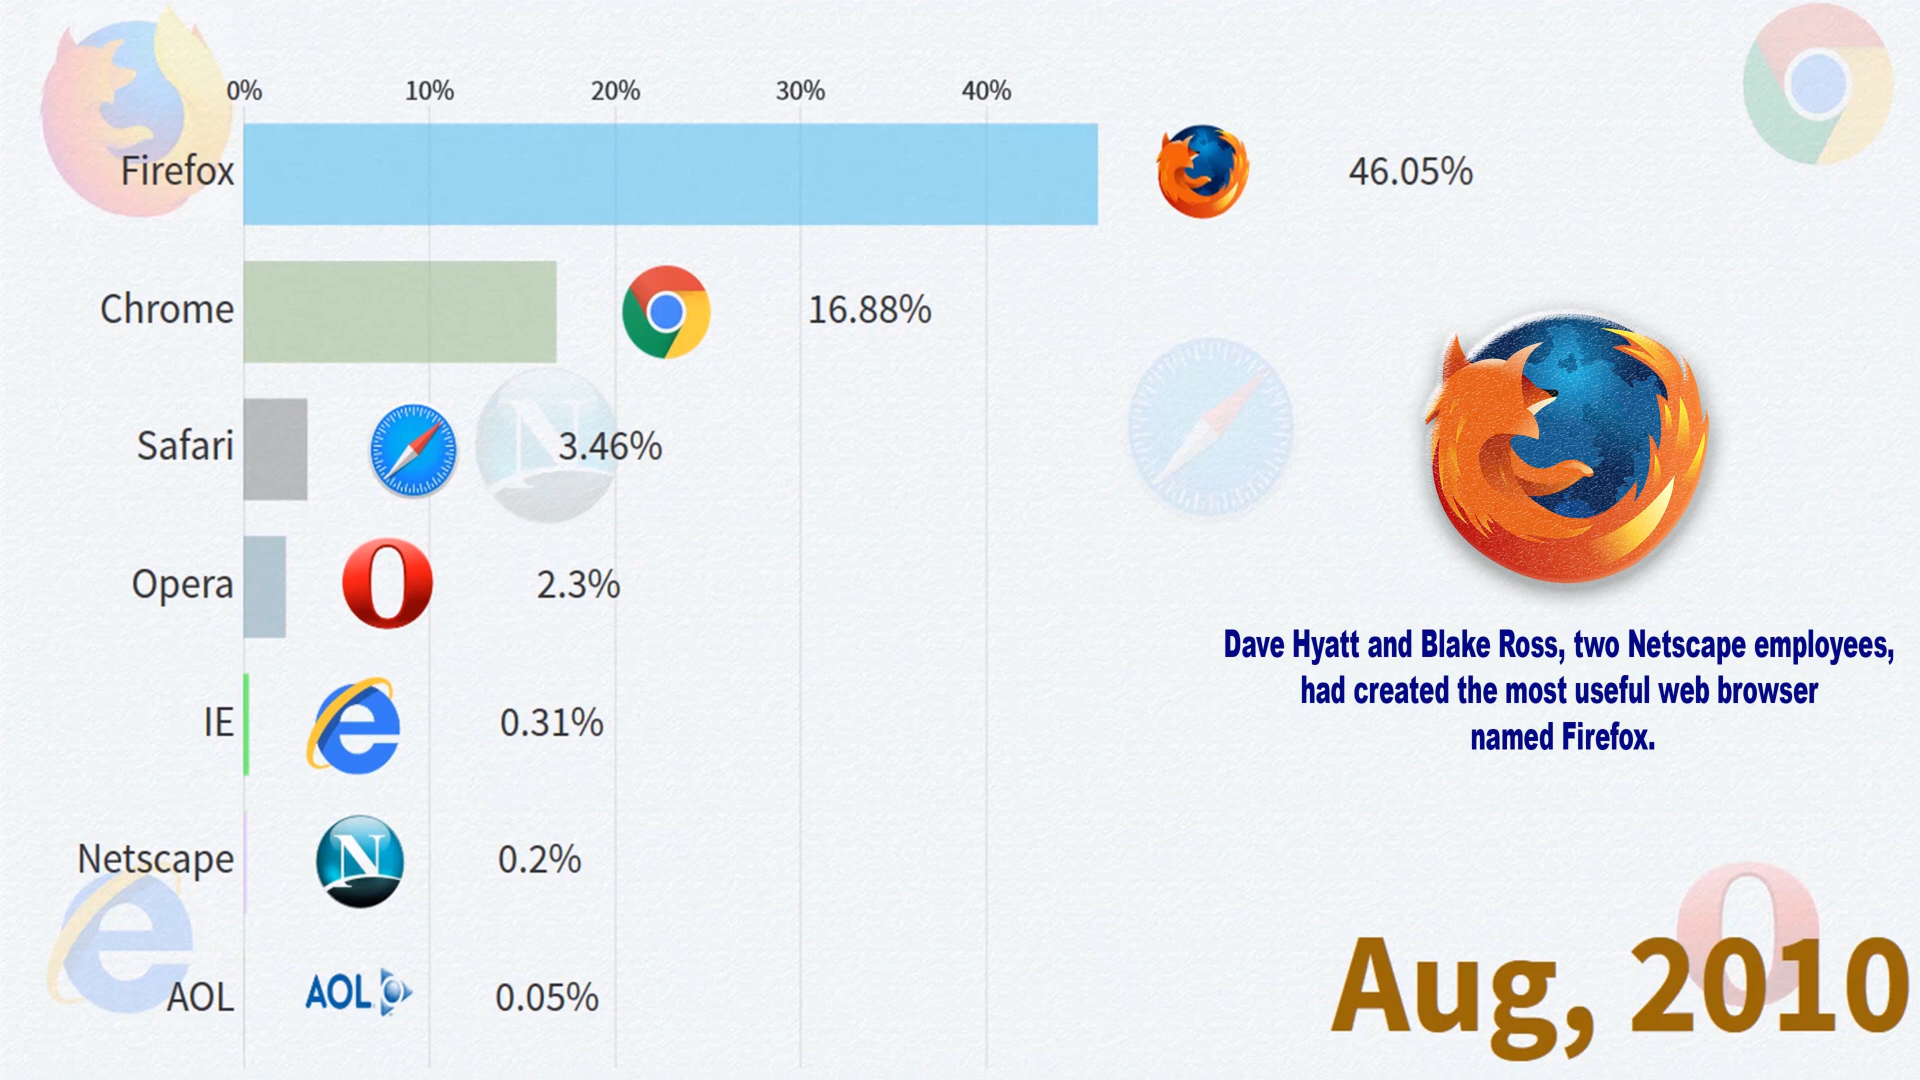 0% 10% 20% 30% 40%
Firefox 46.05%
Chrome 16.88%
Safari N 3.46%
Opera 2.3%
IE 0.31%
Netscape N 0.2%
AOL AOL 0.05%
Dave Hyatt and Blake Ross, two Netscape employees,
had created the most useful web browser
named Firefox.
Aug, 2010